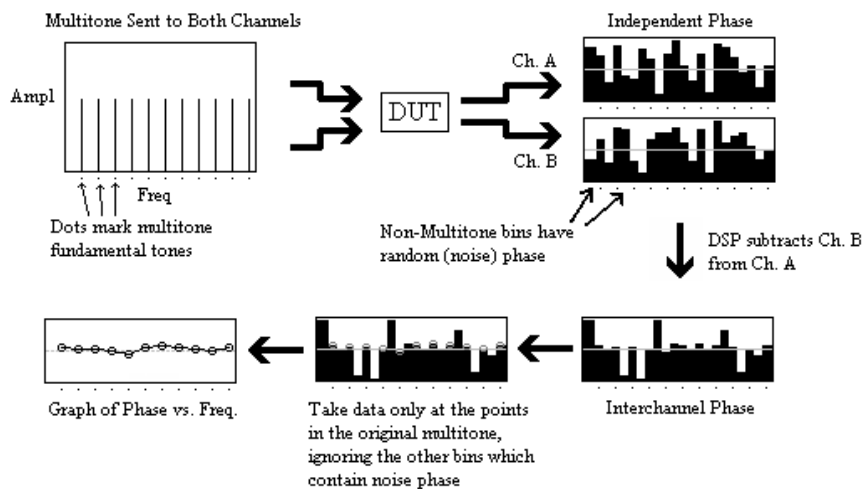 Multitone Sent to Both Channels
Independent Phase
Ampl
Ch. A
DUT
Ch. B
Freq
Dots mark multitone
fundamental tones
Non-Multitone bins have
random (noise) phase
DSP subtracts Ch. B
from Ch. A
Graph of Phase vs. Freq.
Take data only at the points
in the original multitone,
ignoring the other bins which
contain noise phase
Interchannel Phase